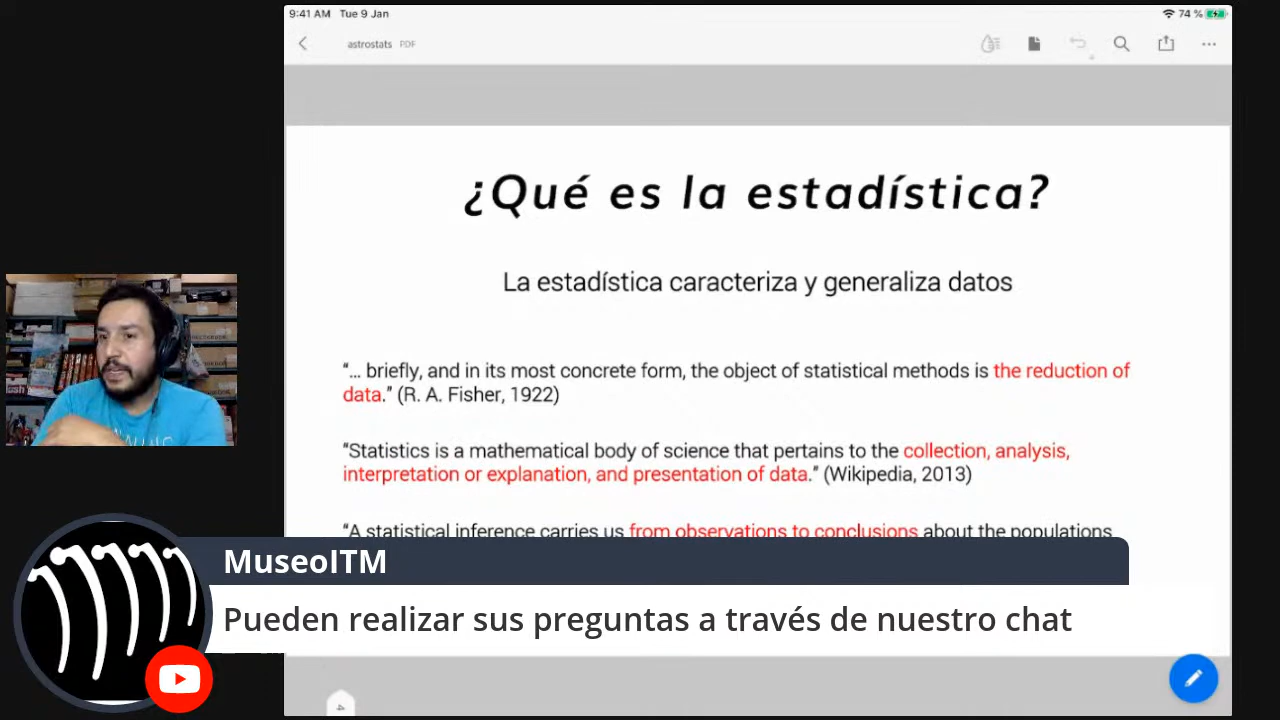 9:41 AM Tue 9 Jan
74 %
astrostats PDF
¿Qué es la estadística?
La estadística caracteriza y generaliza datos
“... briefly, and in its most concrete form, the object of statistical methods is the reduction of
data.” (R. A. Fisher, 1922)
“Statistics is a mathematical body of science that pertains to the collection, analysis,
interpretation or explanation, and presentation of data.” (Wikipedia, 2013)
“A statistical inference carries us from observations to conclusions about the populations
MuseoITM
Pueden realizar sus preguntas a través de nuestro chat
4